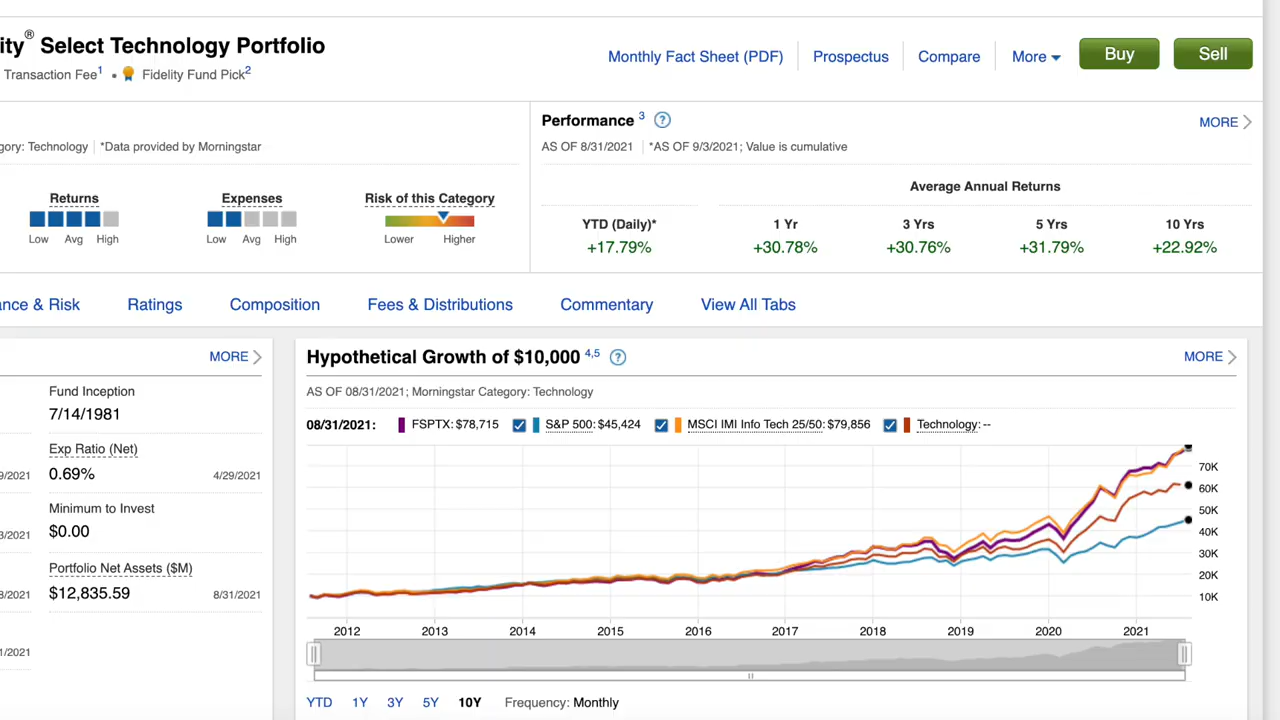 ity® Select Technology Portfolio
Transaction Fee1 • Fidelity Fund Pick2
Monthly Fact Sheet (PDF) Prospectus Compare More Buy Sell
gory: Technology | *Data provided by Morningstar
Returns Expenses Risk of this Category
Low Avg High Low Avg High Lower Higher
Performance 3 ? MORE
AS OF 8/31/2021 | *AS OF 9/3/2021; Value is cumulative
Average Annual Returns
YTD (Daily)* 1 Yr 3 Yrs 5 Yrs 10 Yrs
+17.79% +30.78% +30.76% +31.79% +22.92%
ance & Risk Ratings Composition Fees & Distributions Commentary View All Tabs
MORE
Fund Inception
7/14/1981
Exp Ratio (Net)
9/2021 0.69% 4/29/2021
Minimum to Invest
3/2021 $0.00
Portfolio Net Assets ($M)
8/2021 $12,835.59 8/31/2021
1/2021
Hypothetical Growth of $10,000 4,5 ? MORE
AS OF 08/31/2021; Morningstar Category: Technology
08/31/2021: FSPTX: $78,715 S&P 500: $45,424 MSCI IMI Info Tech 25/50: $79,856 Technology: --
70K
60K
50K
40K
30K
20K
10K
2012 2013 2014 2015 2016 2017 2018 2019 2020 2021
YTD 1Y 3Y 5Y 10Y Frequency: Monthly